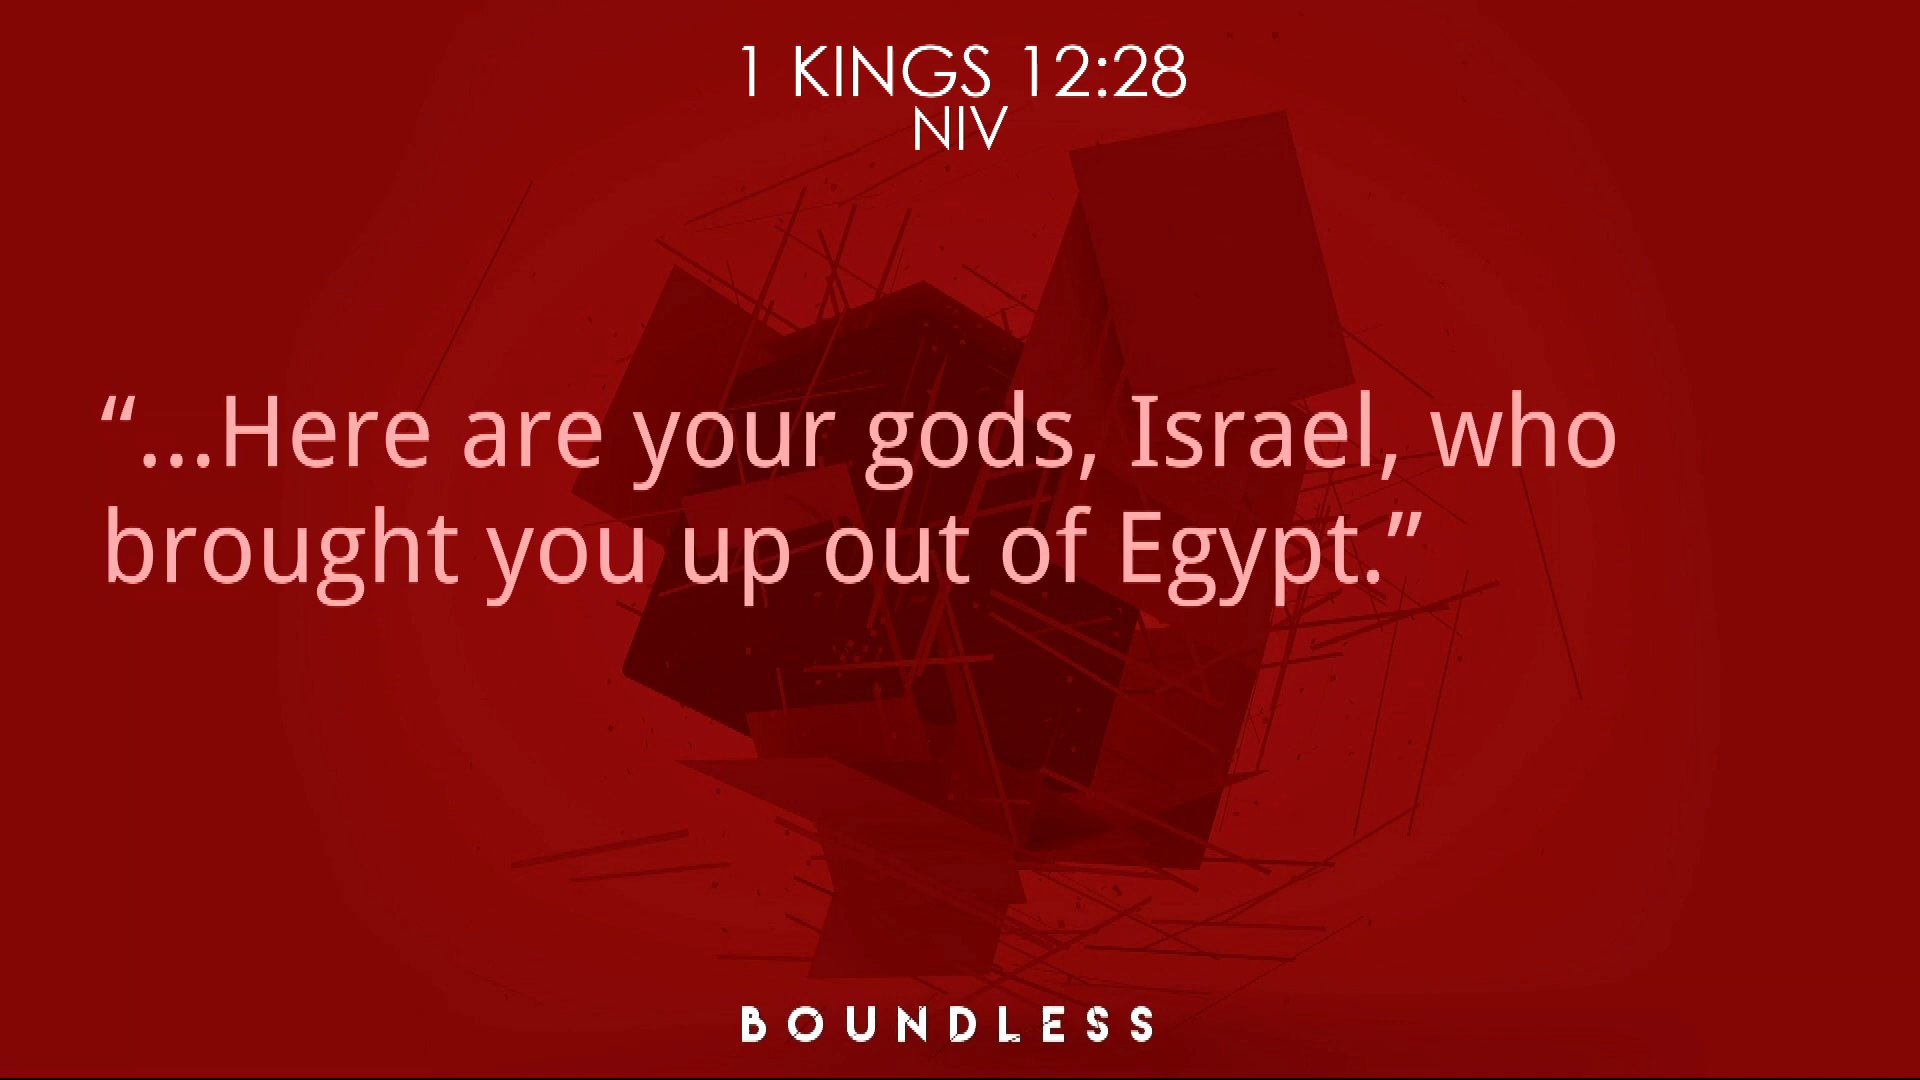 1 KINGS 12:28
NIV
“...Here are your gods, Israel, who
brought you up out of Egypt.”
BOUNDLESS